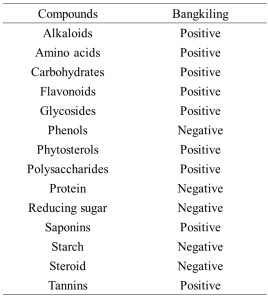 Compounds Bangkiling
Alkaloids Positive
Amino acids Positive
Carbohydrates Positive
Flavonoids Positive
Glycosides Positive
Phenols Negative
Phytosterols Positive
Polysaccharides Positive
Protein Negative
Reducing sugar Negative
Saponins Positive
Starch Negative
Steroid Negative
Tannins Positive